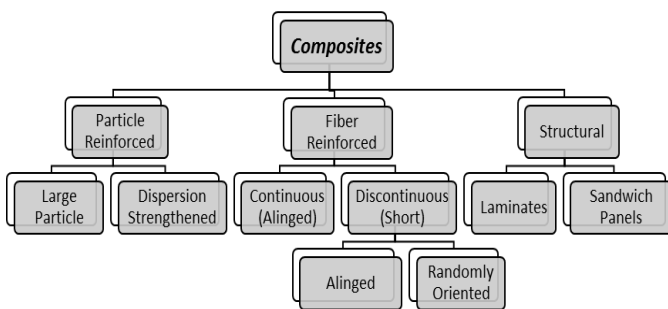 Composites
Particle
Reinforced
Fiber
Reinforced
Structural
Large
Particle
Dispersion
Strengthened
Continuous
(Alinged)
Discontinuous
(Short)
Laminates
Sandwich
Panels
Alinged
Randomly
Oriented